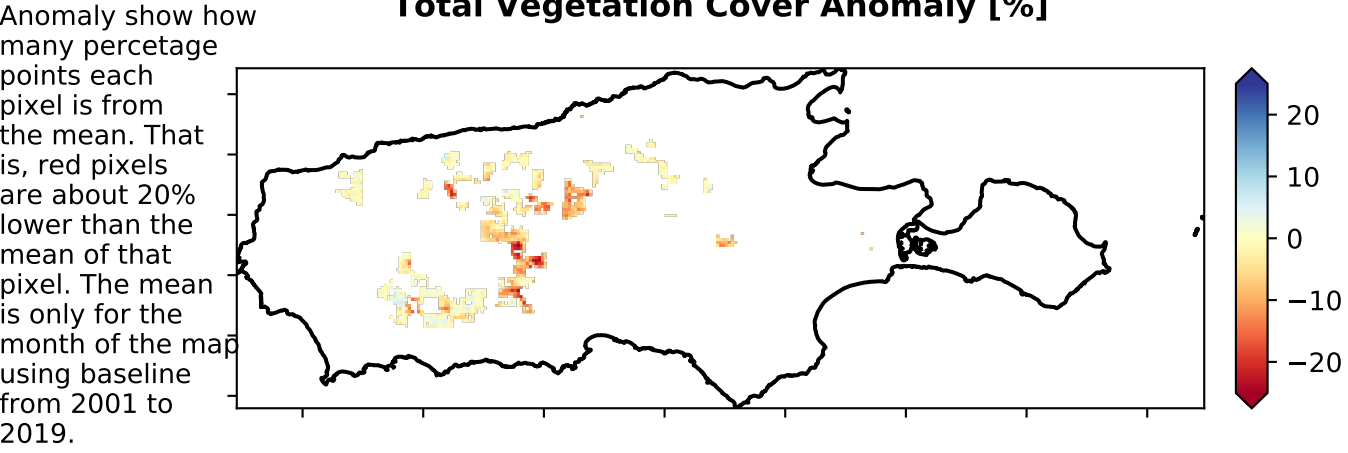 Anomaly show how
many percetage
points each
pixel is from
the mean. That
is, red pixels
are about 20%
lower than the
mean of that
pixel. The mean
is only for the
month of the map
using baseline
from 2001 to
2019.
Total Vegetation Cover Anomaly [%]
20
10
0
−10
−20